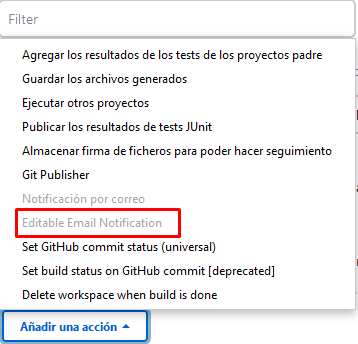 Filter
Agregar los resultados de los tests de los proyectos padre
Guardar los archivos generados
Ejecutar otros proyectos
Publicar los resultados de tests JUnit
Almacenar firma de ficheros para poder hacer seguimiento
Git Publisher
Notificación por correo
Editable Email Notification
Set GitHub commit status (universal)
Set build status on GitHub commit [deprecated]
Delete workspace when build is done
Añadir una acción